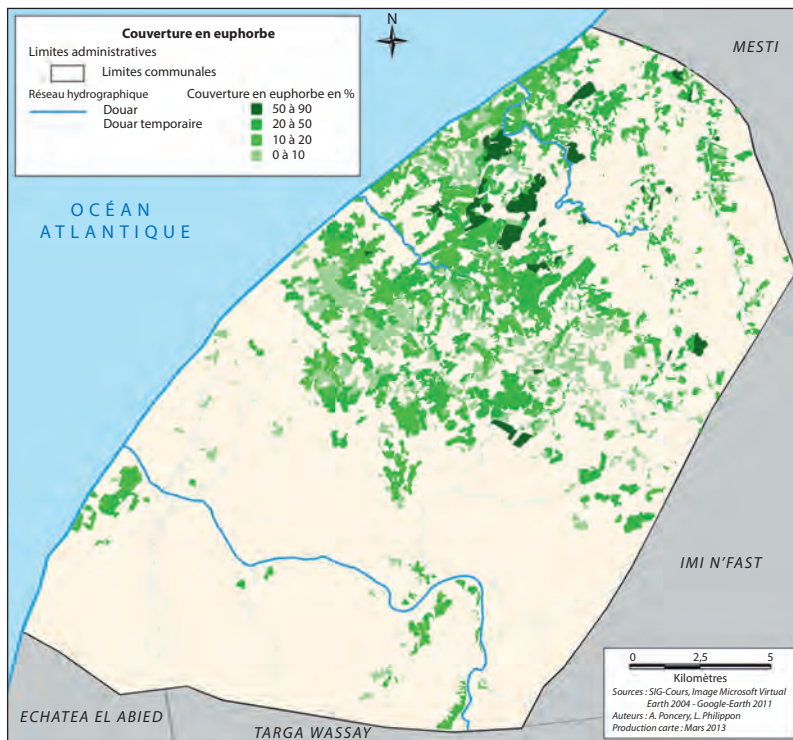 Couverture en euphorbe
Limites administratives
Limites communales
Réseau hydrographique
Douar
Douar temporaire
Couverture en euphorbe en %
50 à 90
20 à 50
10 à 20
0 à 10
N
MESTI
OCÉAN
ATLANTIQUE
IMI N'FAST
ECHATEA EL ABIED
TARGA WASSAY
0 2,5 5
Kilomètres
Sources : SIG-Cours, Image Microsoft Virtual
Earth 2004 - Google-Earth 2011
Auteurs : A. Poncery, L. Philippon
Production carte : Mars 2013